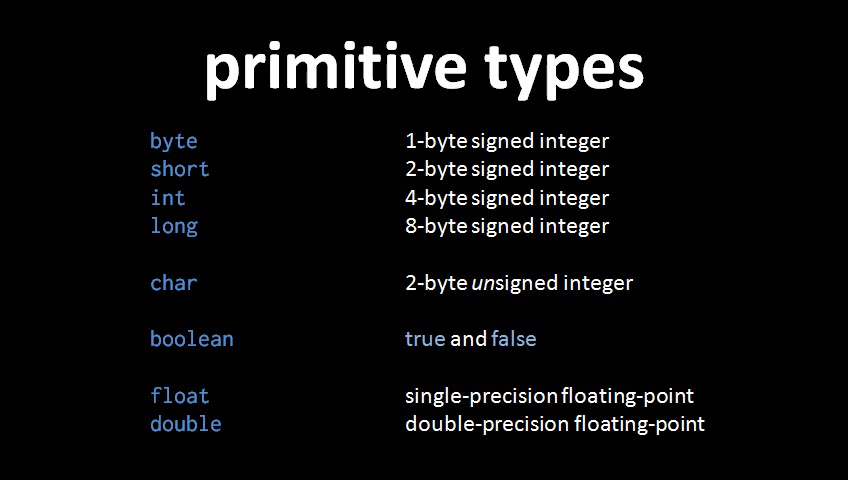 primitive types
byte 1-byte signed integer
short 2-byte signed integer
int 4-byte signed integer
long 8-byte signed integer
char 2-byte unsigned integer
boolean true and false
float single-precision floating-point
double double-precision floating-point